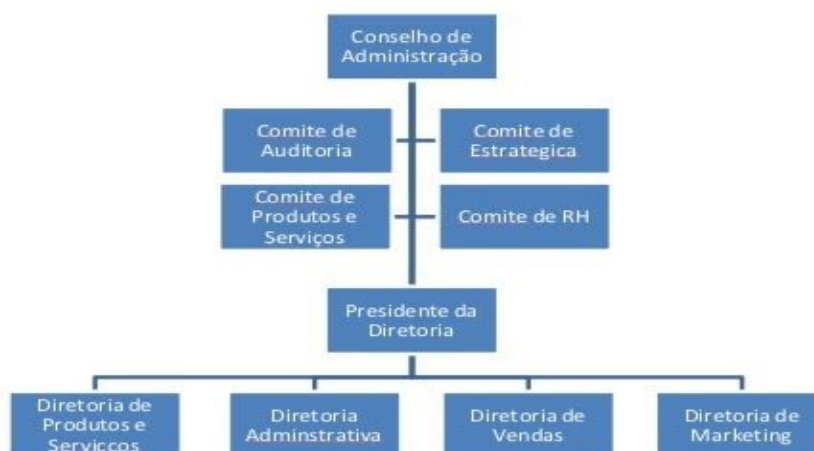 Conselho de
Administração
Comite de
Auditoria
Comite de
Estrategica
Comite de
Produtos e
Serviços
Comite de RH
Presidente da
Diretoria
Diretoria de
Produtos e
Serviccos
Diretoria
Adminstrativa
Diretoria de
Vendas
Diretoria de
Marketing